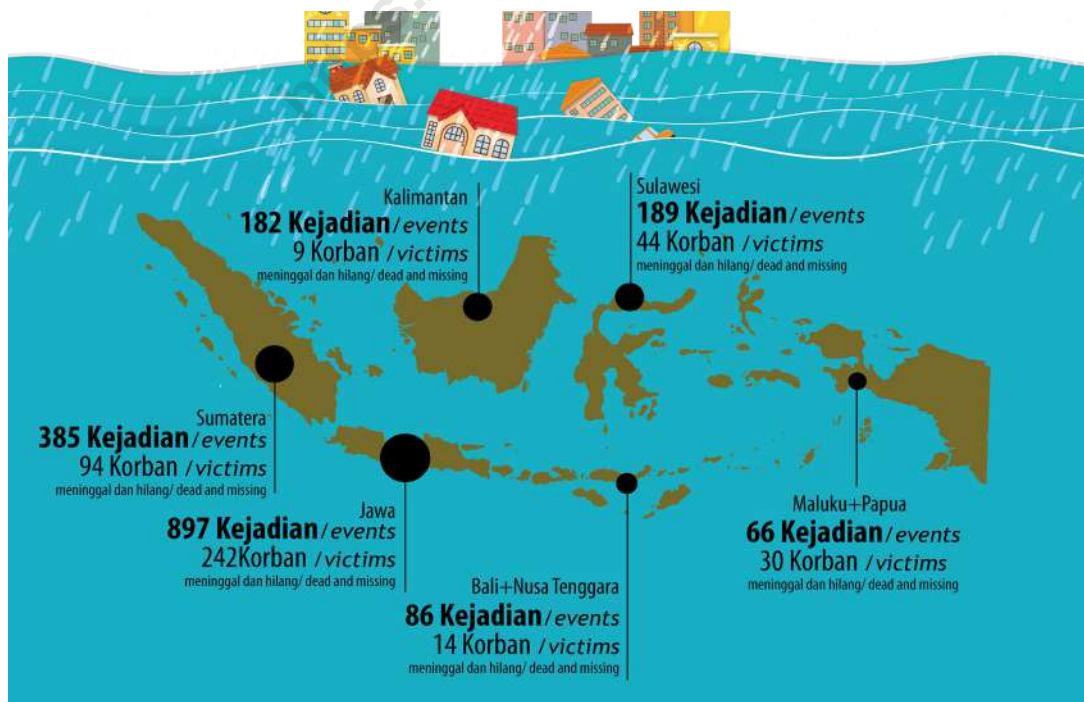 Kalimantan
182 Kejadian/events
9 Korban /victims
meninggal dan hilang/ dead and missing
Sulawesi
189 Kejadian/events
44 Korban /victims
meninggal dan hilang/ dead and missing
Sumatera
385 Kejadian/events
94 Korban /victims
meninggal dan hilang/ dead and missing
Jawa
897 Kejadian/events
242Korban /victims
meninggal dan hilang/ dead and missing
Bali+Nusa Tenggara
86 Kejadian/events
14 Korban /victims
meninggal dan hilang/ dead and missing
Maluku+Papua
66 Kejadian/events
30 Korban /victims
meninggal dan hilang/ dead and missing